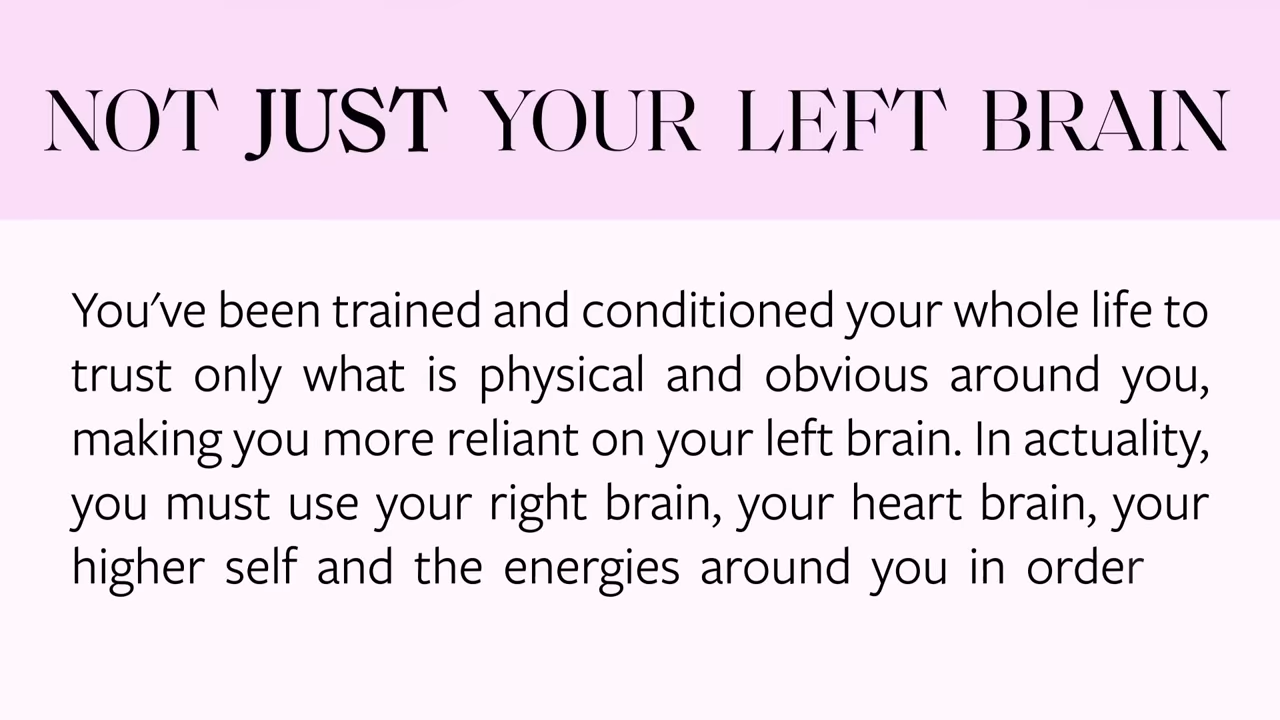 NOT JUST YOUR LEFT BRAIN
You've been trained and conditioned your whole life to
trust only what is physical and obvious around you,
making you more reliant on your left brain. In actuality,
you must use your right brain, your heart brain, your
higher self and the energies around you in order